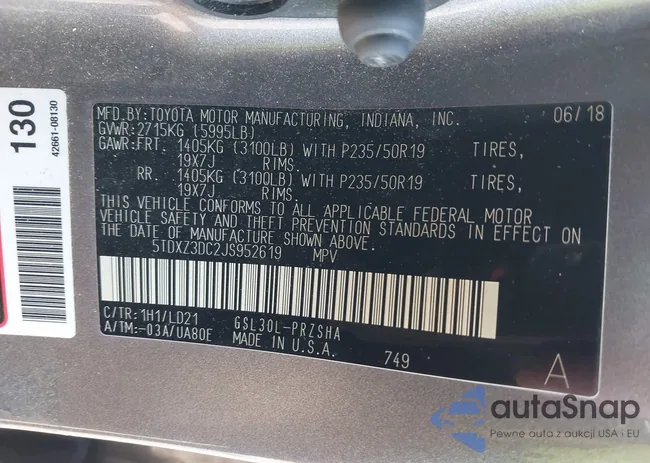 130
42661-08130
MFD.BY:TOYOTA MOTOR MANUFACTURING, INDIANA, INC. 06/18
GVWR:2715KG (5995LB)
GAWR:FRT. 1405KG (3100LB) WITH P235/50R19 TIRES,
19X7J RIMS.
RR. 1405KG (3100LB) WITH P235/50R19 TIRES,
19X7J RIMS.
THIS VEHICLE CONFORMS TO ALL APPLICABLE FEDERAL MOTOR
VEHICLE SAFETY AND THEFT PREVENTION STANDARDS IN EFFECT ON
THE DATE OF MANUFACTURE SHOWN ABOVE.
5TDXZ3DC2JS952619 MPV
C/TR:1H1/LD21 GSL30L-PRZSHA
A/TM:-03A/UA80E MADE IN U.S.A. 749 A
autaSnap
Pewne auta z aukcji USA · EU